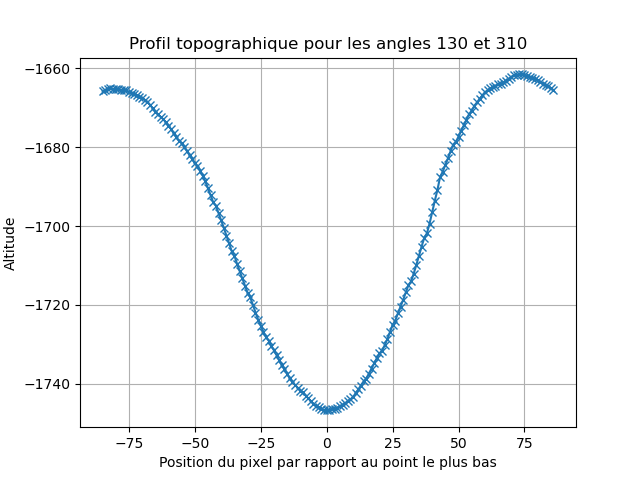 Profil topographique pour les angles 130 et 310
−1660
−1680
−1700
−1720
−1740
Altitude
−75 −50 −25 0 25 50 75
Position du pixel par rapport au point le plus bas